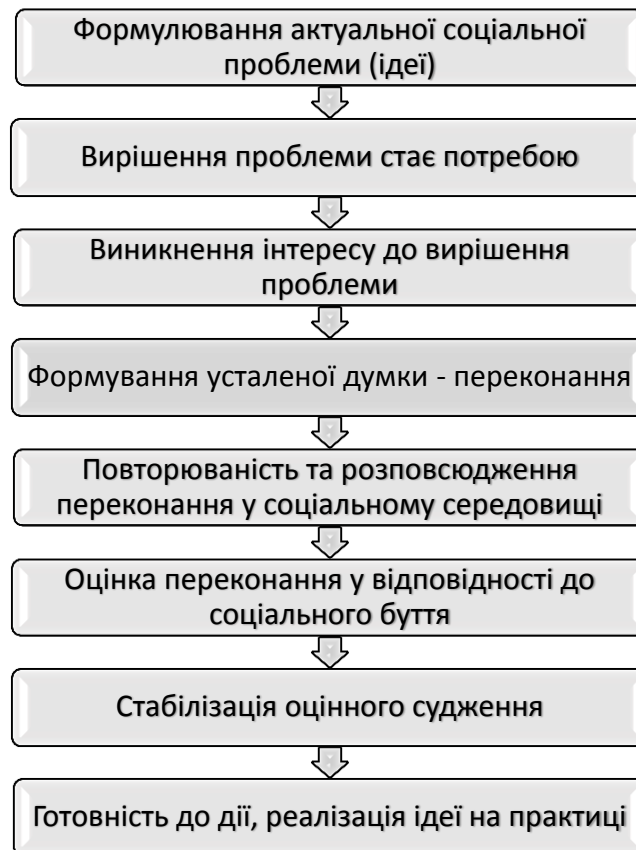 Формулювання актуальної соціальної
проблеми (ідеї)
Вирішення проблеми стає потребою
Виникнення інтересу до вирішення
проблеми
Формування усталеної думки - переконання
Повторюваність та розповсюдження
переконання у соціальному середовищі
Оцінка переконання у відповідності до
соціального буття
Стабілізація оцінного судження
Готовність до дії, реалізація ідеї на практиці